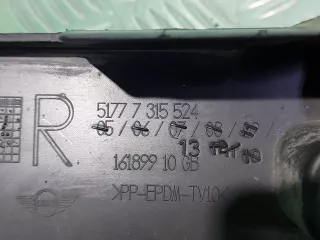 R
5177 7 315 524
05 / 06 / 07 / 08 / 09 /
13
161899 10 GB
>PP-EPDM-TV10<